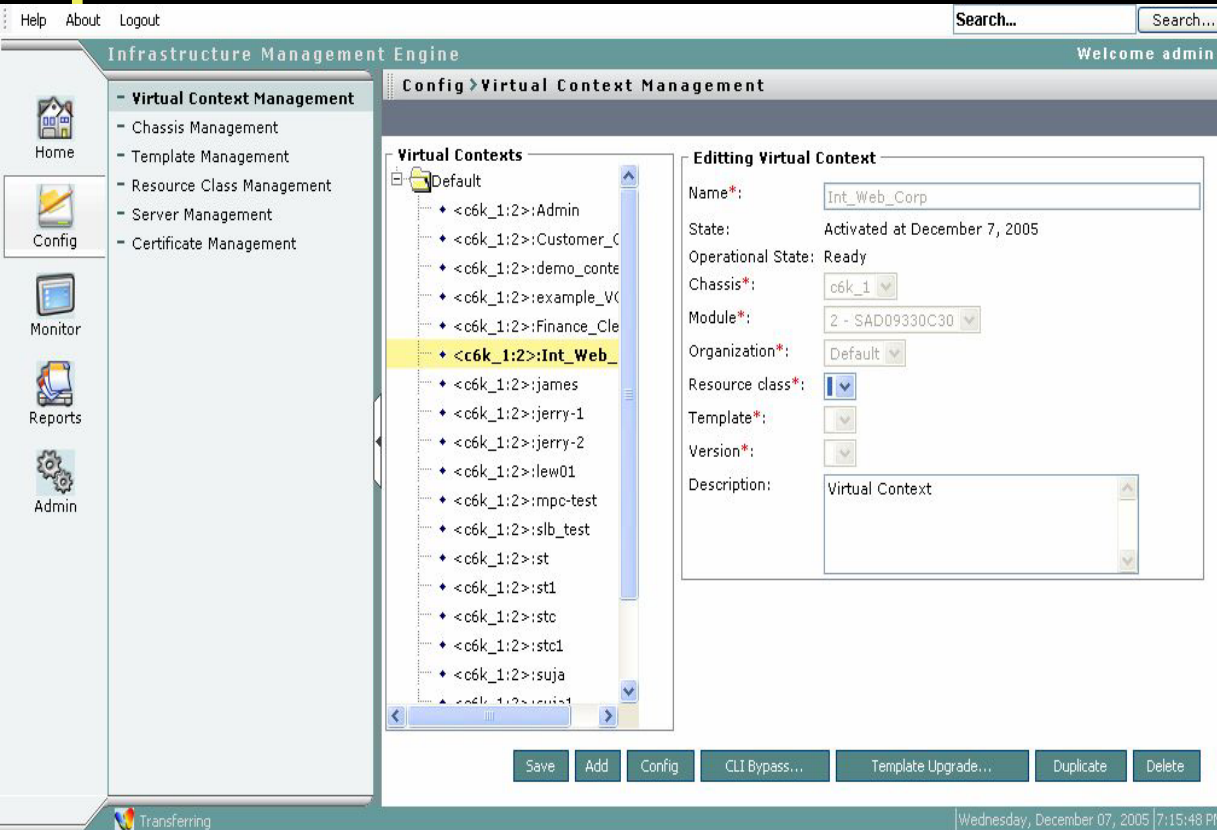 Help About Logout
Search...
Search...
Infrastructure Management Engine
Welcome admin
Home
Config
Monitor
Reports
Admin
- Virtual Context Management
- Chassis Management
- Template Management
- Resource Class Management
- Server Management
- Certificate Management
Config>Virtual Context Management
Virtual Contexts
Default
<c6k_1:2>:Admin
<c6k_1:2>:Customer_C
<c6k_1:2>:demo_conte
<c6k_1:2>:example_V
<c6k_1:2>:Finance_Cle
<c6k_1:2>:Int_Web_
<c6k_1:2>:james
<c6k_1:2>:jerry-1
<c6k_1:2>:jerry-2
<c6k_1:2>:lew01
<c6k_1:2>:mpc-test
<c6k_1:2>:slb_test
<c6k_1:2>:st
<c6k_1:2>:st1
<c6k_1:2>:stc
<c6k_1:2>:stc1
<c6k_1:2>:suja
Editting Virtual Context
Name*: Int_Web_Corp
State: Activated at December 7, 2005
Operational State: Ready
Chassis*: c6k_1
Module*: 2 - SAD09330C30
Organization*: Default
Resource class*:
Template*:
Version*:
Description: Virtual Context
Save Add Config CLI Bypass... Template Upgrade... Duplicate Delete
Transferring
Wednesday, December 07, 2005 7:15:48 PM